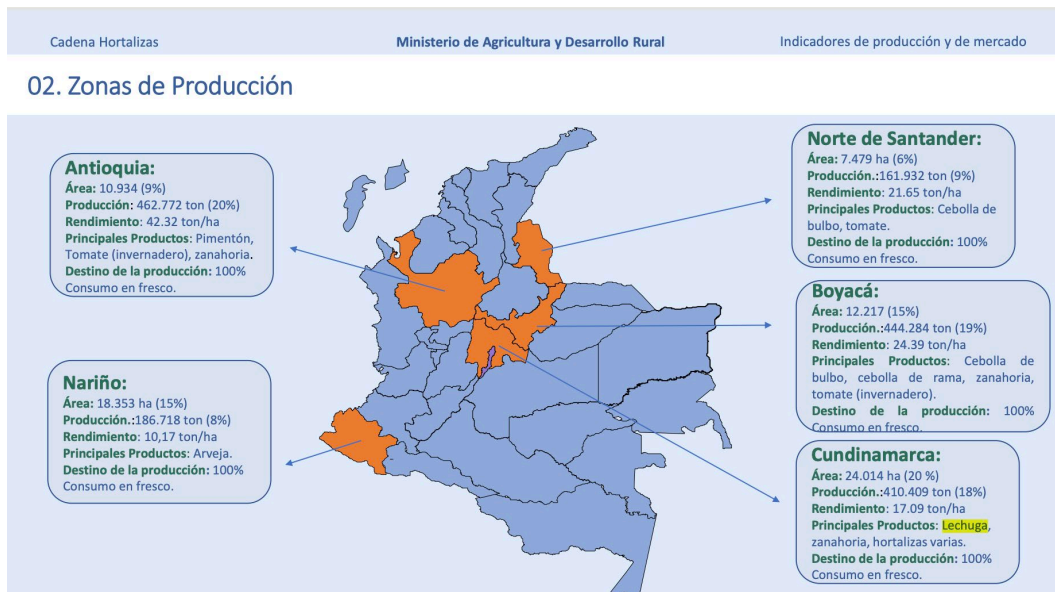 Cadena Hortalizas
Ministerio de Agricultura y Desarrollo Rural
Indicadores de producción y de mercado
02. Zonas de Producción
Antioquia:
Área: 10.934 (9%)
Producción: 462.772 ton (20%)
Rendimiento: 42.32 ton/ha
Principales Productos: Pimentón,
Tomate (invernadero), zanahoria.
Destino de la producción: 100%
Consumo en fresco.
Nariño:
Área: 18.353 ha (15%)
Producción.:186.718 ton (8%)
Rendimiento: 10,17 ton/ha
Principales Productos: Arveja.
Destino de la producción: 100%
Consumo en fresco.
Norte de Santander:
Área: 7.479 ha (6%)
Producción.:161.932 ton (9%)
Rendimiento: 21.65 ton/ha
Principales Productos: Cebolla de
bulbo, tomate.
Destino de la producción: 100%
Consumo en fresco.
Boyacá:
Área: 12.217 (15%)
Producción.:444.284 ton (19%)
Rendimiento: 24.39 ton/ha
Principales Productos: Cebolla de
bulbo, cebolla de rama, zanahoria,
tomate (invernadero).
Destino de la producción: 100%
Consumo en fresco.
Cundinamarca:
Área: 24.014 ha (20 %)
Producción.:410.409 ton (18%)
Rendimiento: 17.09 ton/ha
Principales Productos: Lechuga,
zanahoria, hortalizas varias.
Destino de la producción: 100%
Consumo en fresco.